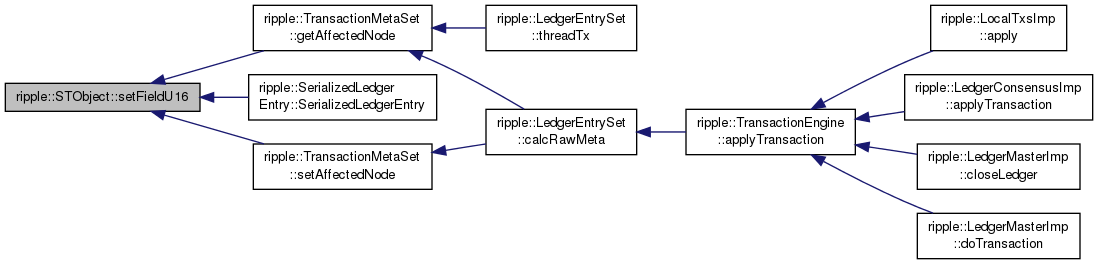 ripple::STObject::setFieldU16
ripple::TransactionMetaSet
::getAffectedNode
ripple::SerializedLedger
Entry::SerializedLedgerEntry
ripple::TransactionMetaSet
::setAffectedNode
ripple::LedgerEntrySet
::threadTx
ripple::LedgerEntrySet
::calcRawMeta
ripple::TransactionEngine
::applyTransaction
ripple::LocalTxsImp
::apply
ripple::LedgerConsensusImp
::applyTransaction
ripple::LedgerMasterImp
::closeLedger
ripple::LedgerMasterImp
::doTransaction